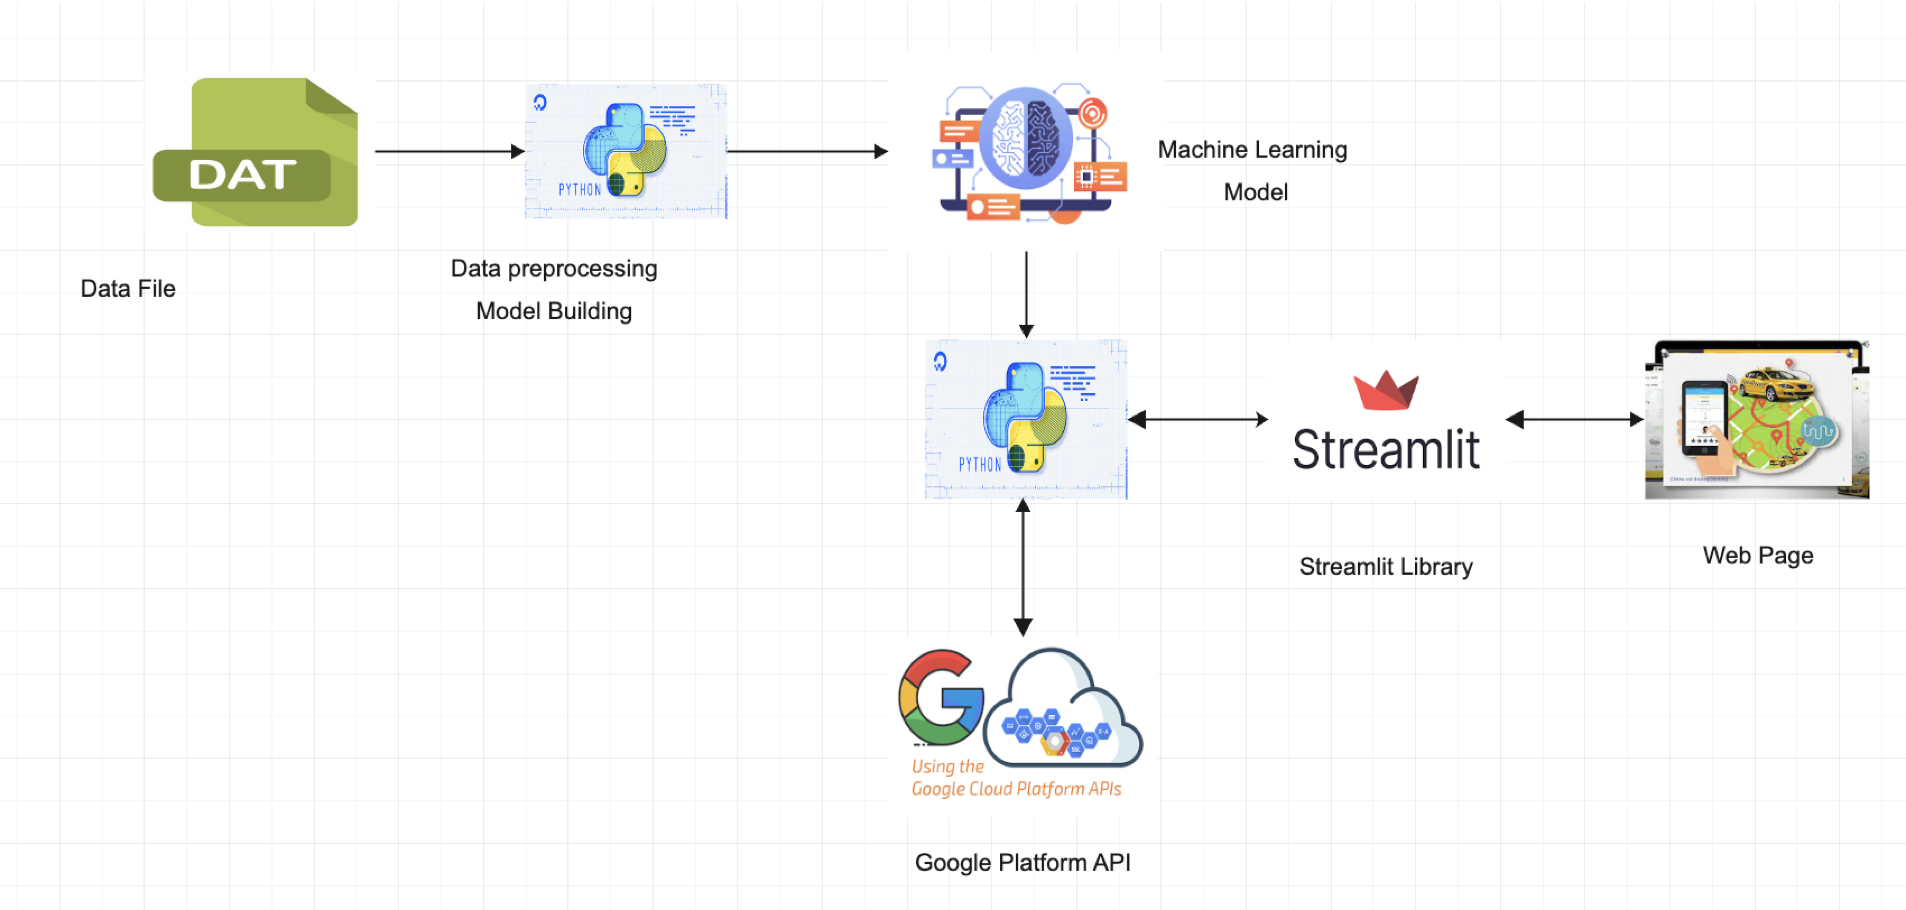 DAT
PYTHON
Machine Learning
Model
Data File
Data preprocessing
Model Building
PYTHON
Streamlit
Streamlit Library
Web Page
Using the
Google Cloud Platform APIs
Google Platform API